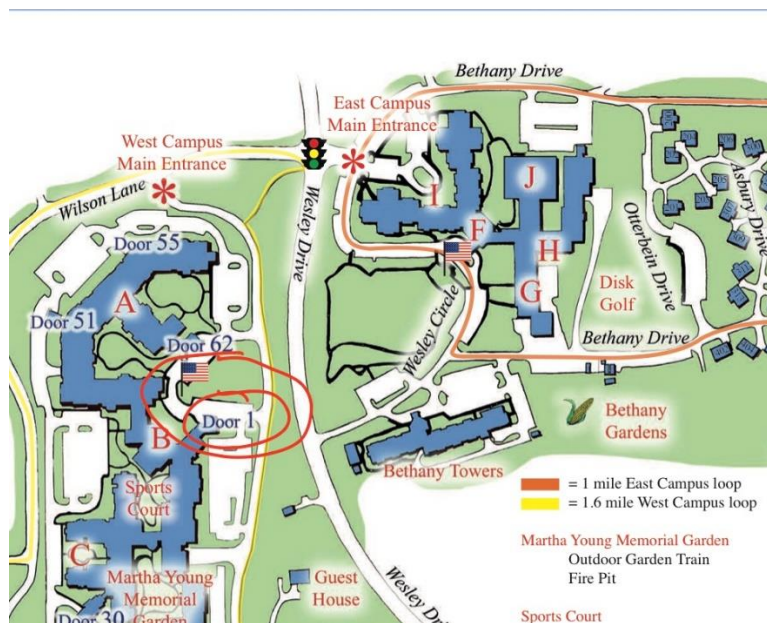 Bethany Drive
East Campus
Main Entrance
West Campus
Main Entrance
Wilson Lane
Wesley Drive
Door 55
A
Door 51
Door 62
Door 1
B
Sports
Court
C
Martha Young
Memorial
Garden
Door 30
I
J
F
H
G
Disk
Golf
Otterbein Drive
Asbury Drive
Wesley Circle
Bethany Drive
Bethany
Gardens
Bethany Towers
Guest
House
= 1 mile East Campus loop
= 1.6 mile West Campus loop
Martha Young Memorial Garden
Outdoor Garden Train
Fire Pit
Sports Court